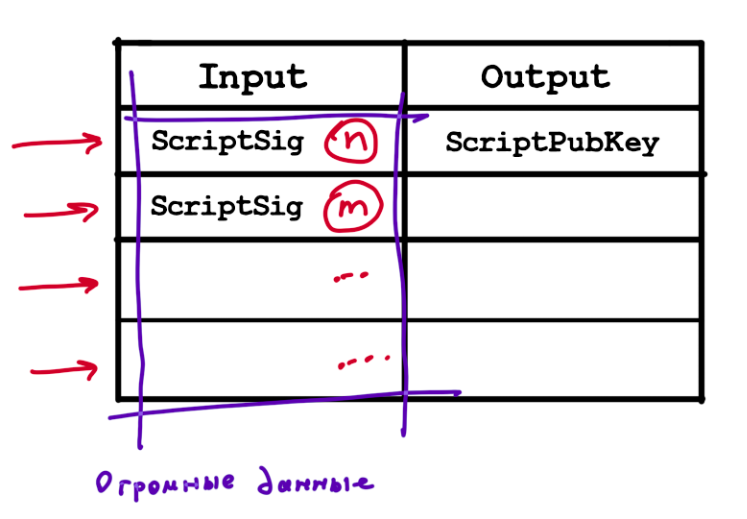 Input Output
ScriptSig n ScriptPubKey
ScriptSig m
...
....
Огромные данные